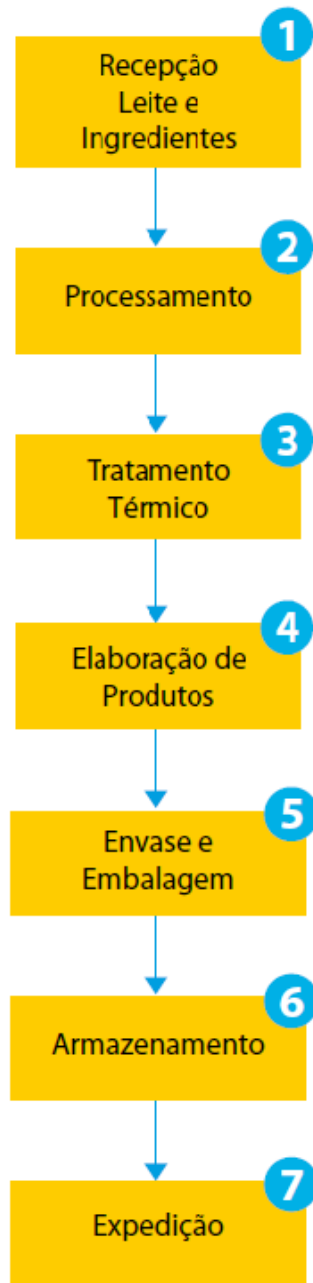 1
Recepção
Leite e
Ingredientes
2
Processamento
3
Tratamento
Térmico
4
Elaboração de
Produtos
5
Envase e
Embalagem
6
Armazenamento
7
Expedição